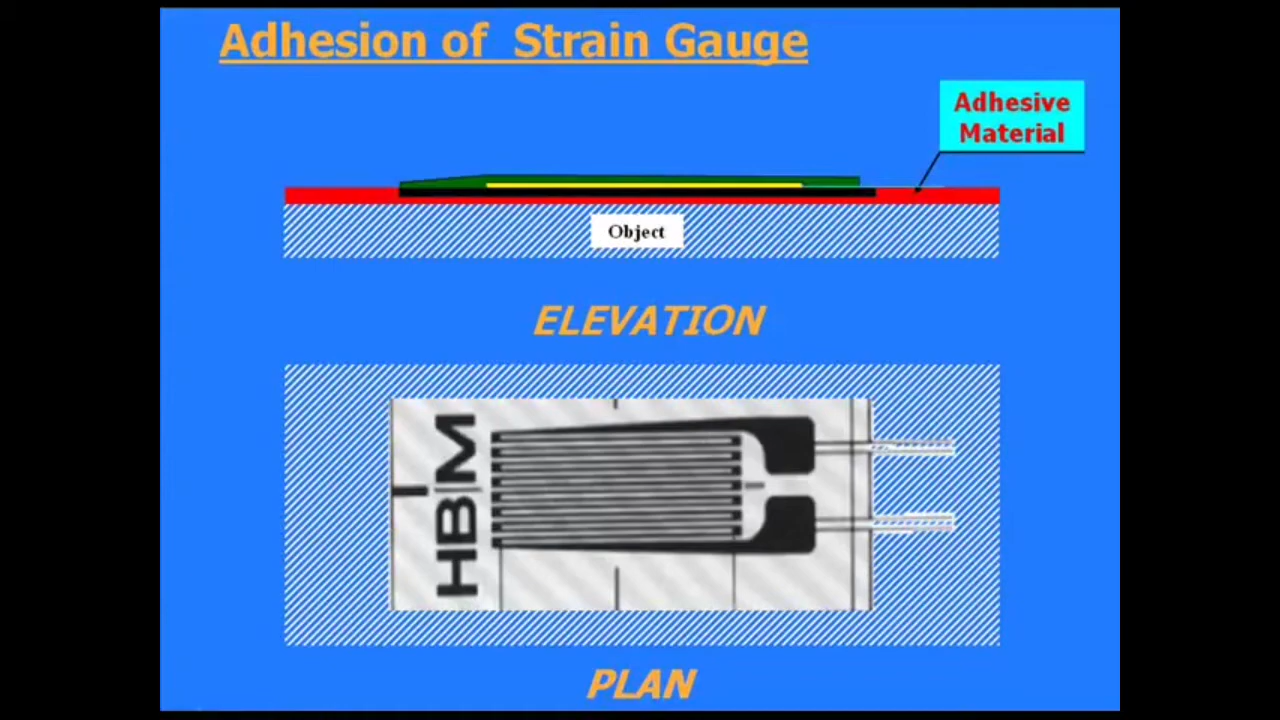 Adhesion of Strain Gauge
Adhesive
Material
Object
ELEVATION
HBM
PLAN